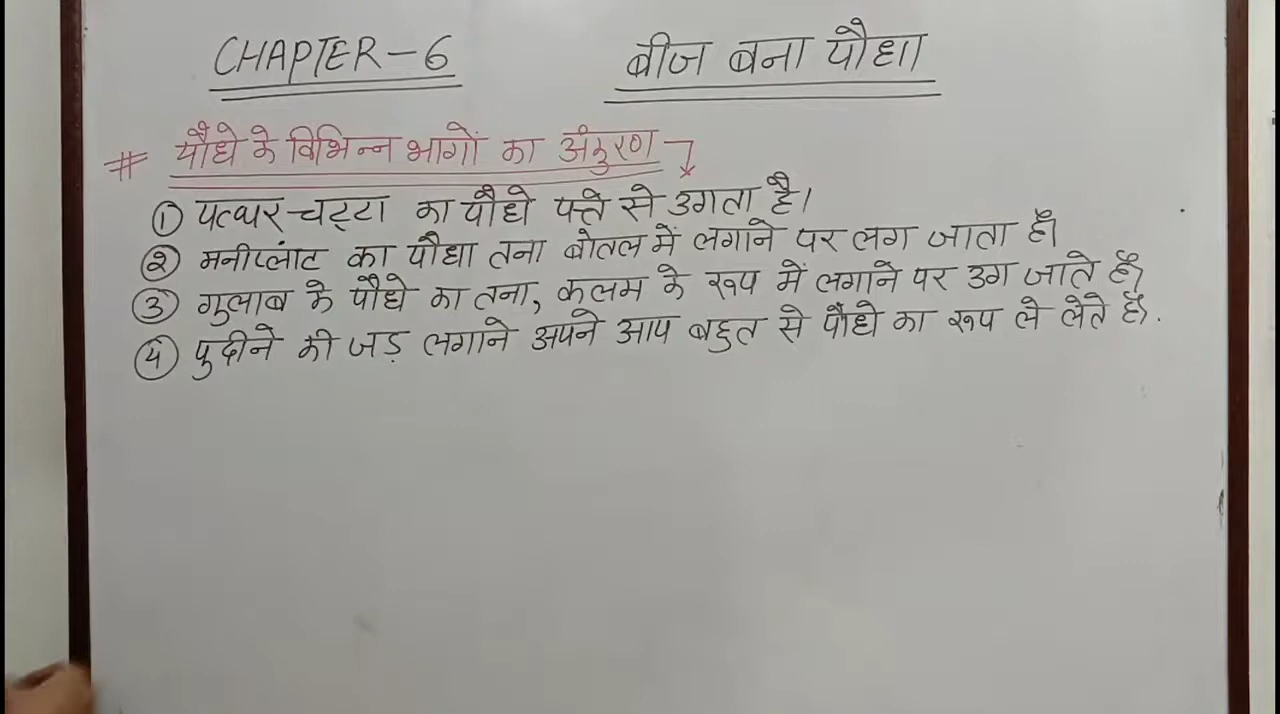 CHAPTER-6 बीज बना पौधा
# पौधे के विभिन्न भागों का अंकुरण
① पत्थर-चट्टा का पौधे पत्ते से उगता है।
② मनीप्लांट का पौधा तना बोतल में लगाने पर लग जाता है।
③ गुलाब के पौधे का तना, कलम के रूप में लगाने पर उग जाते हैं,
④ पुदीने की जड़ लगाने अपने आप बहुत से पौधे का रूप ले लेते हैं.